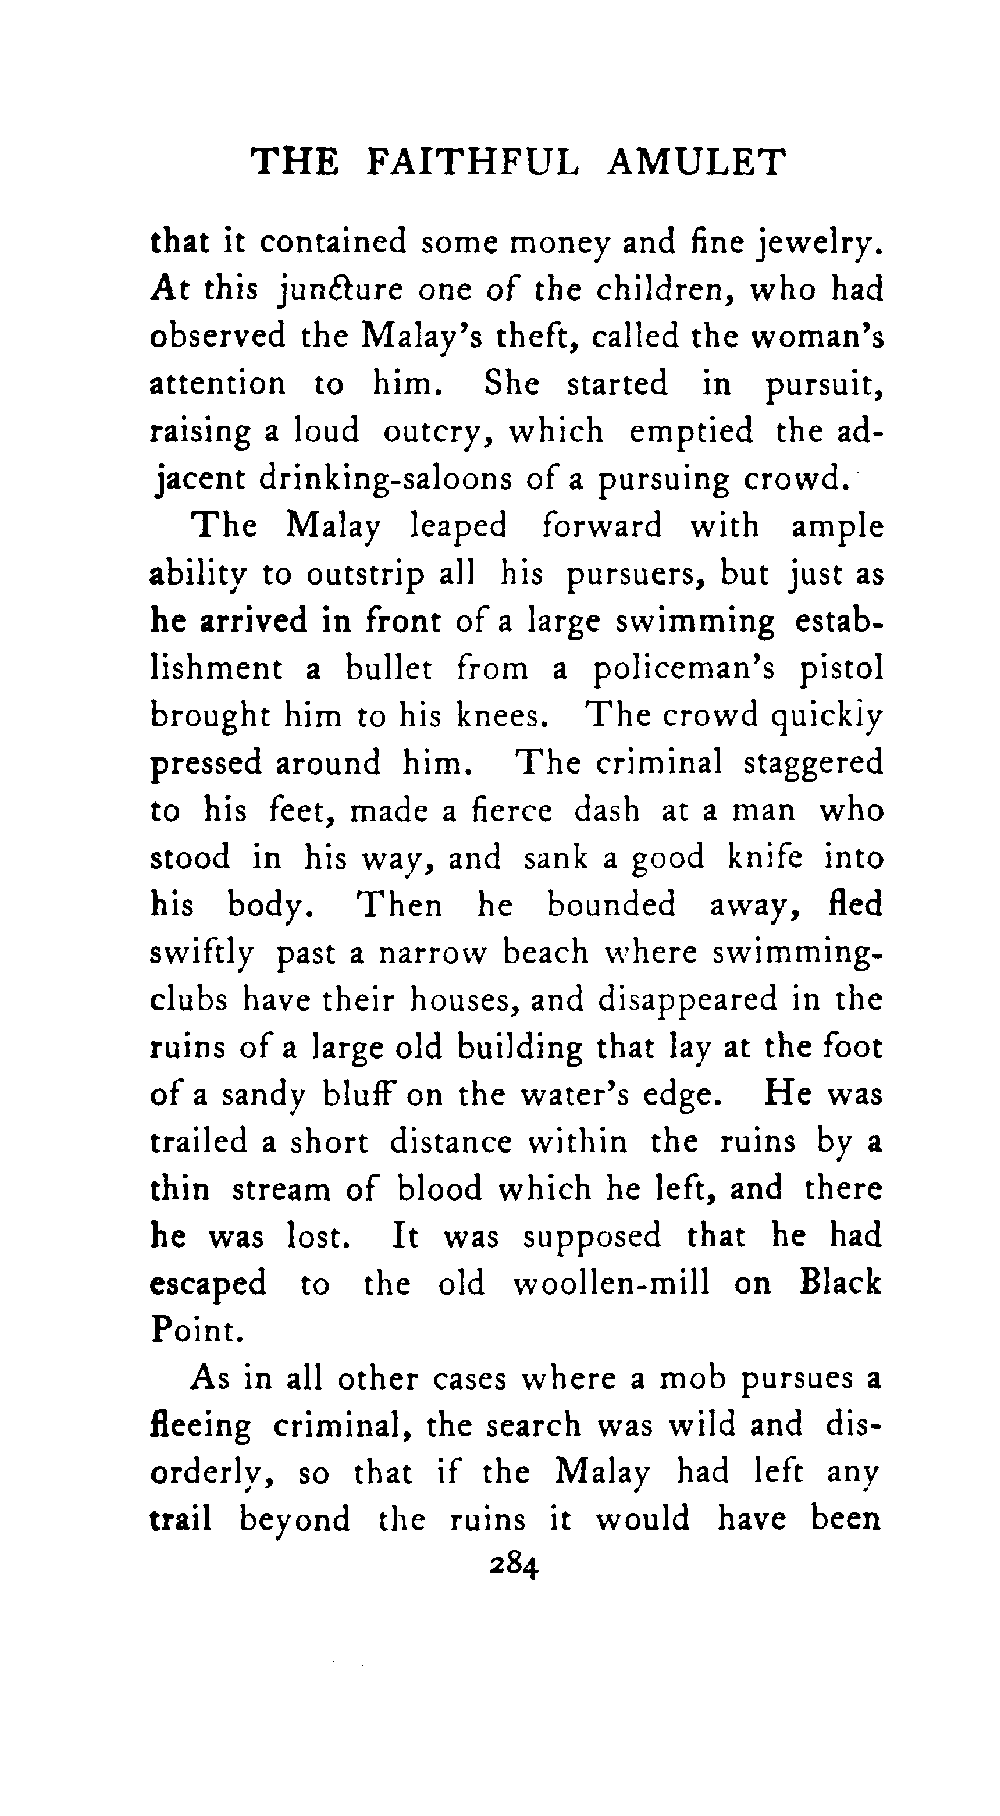 THE FAITHFUL AMULET
that it contained some money and fine jewelry.
At this juncture one of the children, who had
observed the Malay's theft, called the woman's
attention to him. She started in pursuit,
raising a loud outcry, which emptied the ad-
jacent drinking-saloons of a pursuing crowd.
The Malay leaped forward with ample
ability to outstrip all his pursuers, but just as
he arrived in front of a large swimming estab-
lishment a bullet from a policeman's pistol
brought him to his knees. The crowd quickly
pressed around him. The criminal staggered
to his feet, made a fierce dash at a man who
stood in his way, and sank a good knife into
his body. Then he bounded away, fled
swiftly past a narrow beach where swimming-
clubs have their houses, and disappeared in the
ruins of a large old building that lay at the foot
of a sandy bluff on the water's edge. He was
trailed a short distance within the ruins by a
thin stream of blood which he left, and there
he was lost. It was supposed that he had
escaped to the old woollen-mill on Black
Point.
As in all other cases where a mob pursues a
fleeing criminal, the search was wild and dis-
orderly, so that if the Malay had left any
trail beyond the ruins it would have been
284